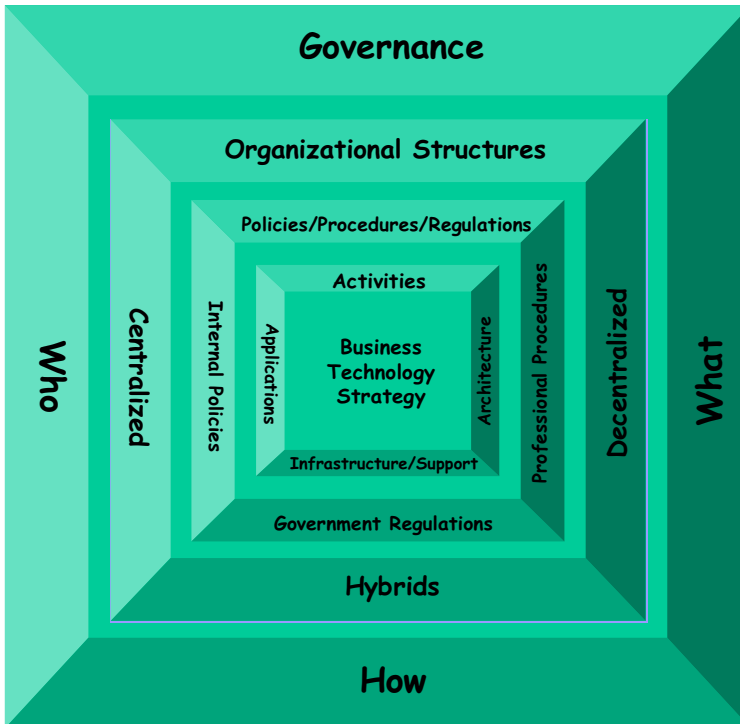 Governance
Organizational Structures
Policies/Procedures/Regulations
Activities
Who
Centralized
Internal Policies
Applications
Business
Technology
Strategy
Architecture
Professional Procedures
Decentralized
What
Infrastructure/Support
Government Regulations
Hybrids
How